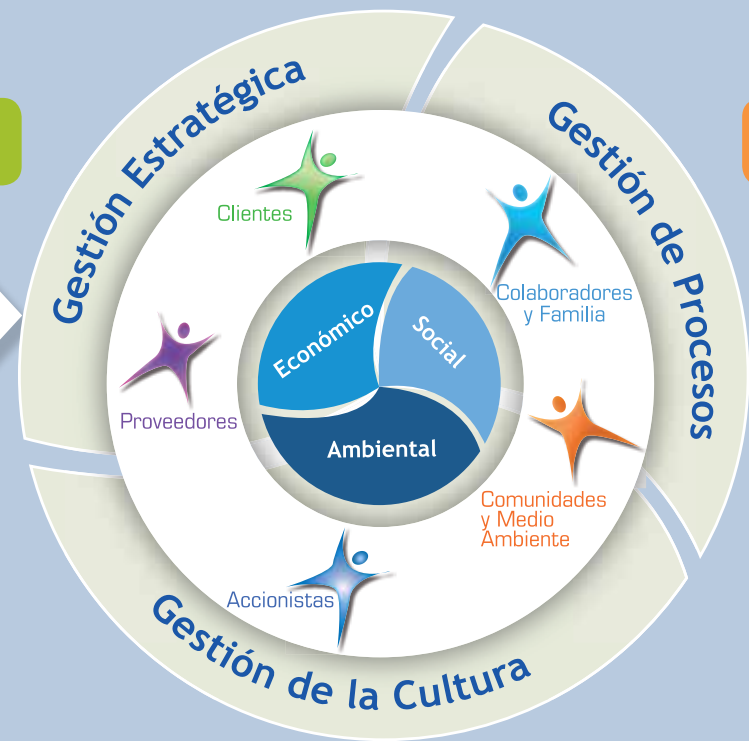 Gestión Estratégica
Gestión de Procesos
Clientes
Colaboradores
y Familia
Económico
Social
Proveedores
Ambiental
Comunidades
y Medio
Ambiente
Accionistas
Gestión de la Cultura